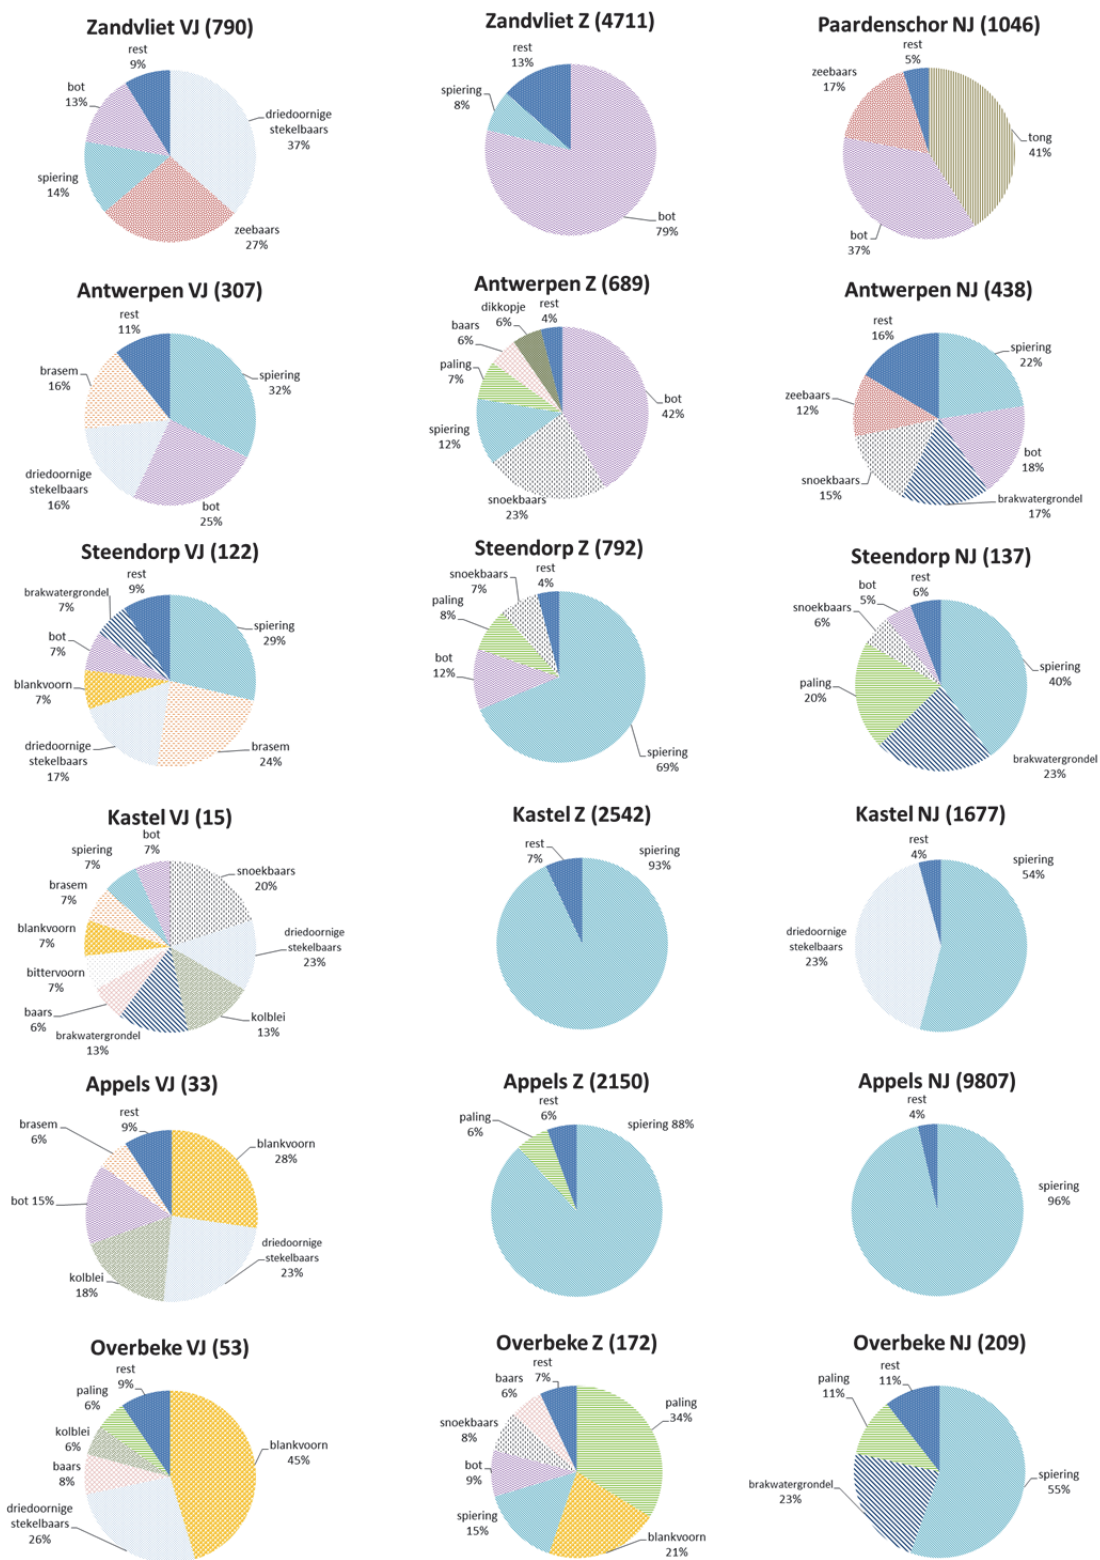 Zandvliet VJ (790)
rest
9%
bot
13%
driedoornige
stekelbaars
37%
spiering
14%
zeebaars
27%
Zandvliet Z (4711)
rest
13%
spiering
8%
bot
79%
Paardenschor NJ (1046)
rest
5%
zeebaars
17%
tong
41%
bot
37%
Antwerpen VJ (307)
rest
11%
brasem
16%
spiering
32%
driedoornige
stekelbaars
16%
bot
25%
Antwerpen Z (689)
dikkopje
6%
rest
4%
baars
6%
paling
7%
bot
42%
spiering
12%
snoekbaars
23%
Antwerpen NJ (438)
rest
16%
spiering
22%
zeebaars
12%
bot
18%
snoekbaars
15%
brakwatergrondel
17%
Steendorp VJ (122)
rest
9%
brakwatergrondel
7%
spiering
29%
bot
7%
blankvoorn
7%
driedoornige
stekelbaars
17%
brasem
24%
Steendorp Z (792)
rest
4%
snoekbaars
7%
paling
8%
bot
12%
spiering
69%
Steendorp NJ (137)
rest
6%
bot
5%
snoekbaars
6%
spiering
40%
paling
20%
brakwatergrondel
23%
Kastel VJ (15)
bot
7%
spiering
7%
snoekbaars
20%
brasem
7%
blankvoorn
7%
driedoornige
stekelbaars
23%
bittervoorn
7%
baars
6%
kolblei
13%
brakwatergrondel
13%
Kastel Z (2542)
rest
7%
spiering
93%
Kastel NJ (1677)
rest
4%
spiering
54%
driedoornige
stekelbaars
23%
Appels VJ (33)
rest
9%
brasem
6%
blankvoorn
28%
bot 15%
driedoornige
stekelbaars
23%
kolblei
18%
Appels Z (2150)
rest
6%
paling
6%
spiering 88%
Appels NJ (9807)
rest
4%
spiering
96%
Overbeke VJ (53)
rest
9%
paling
6%
kolblei
6%
blankvoorn
45%
baars
8%
driedoornige
stekelbaars
26%
Overbeke Z (172)
rest
7%
baars
6%
paling
34%
snoekbaars
8%
bot
9%
spiering
15%
blankvoorn
21%
Overbeke NJ (209)
rest
11%
paling
11%
brakwatergrondel
23%
spiering
55%